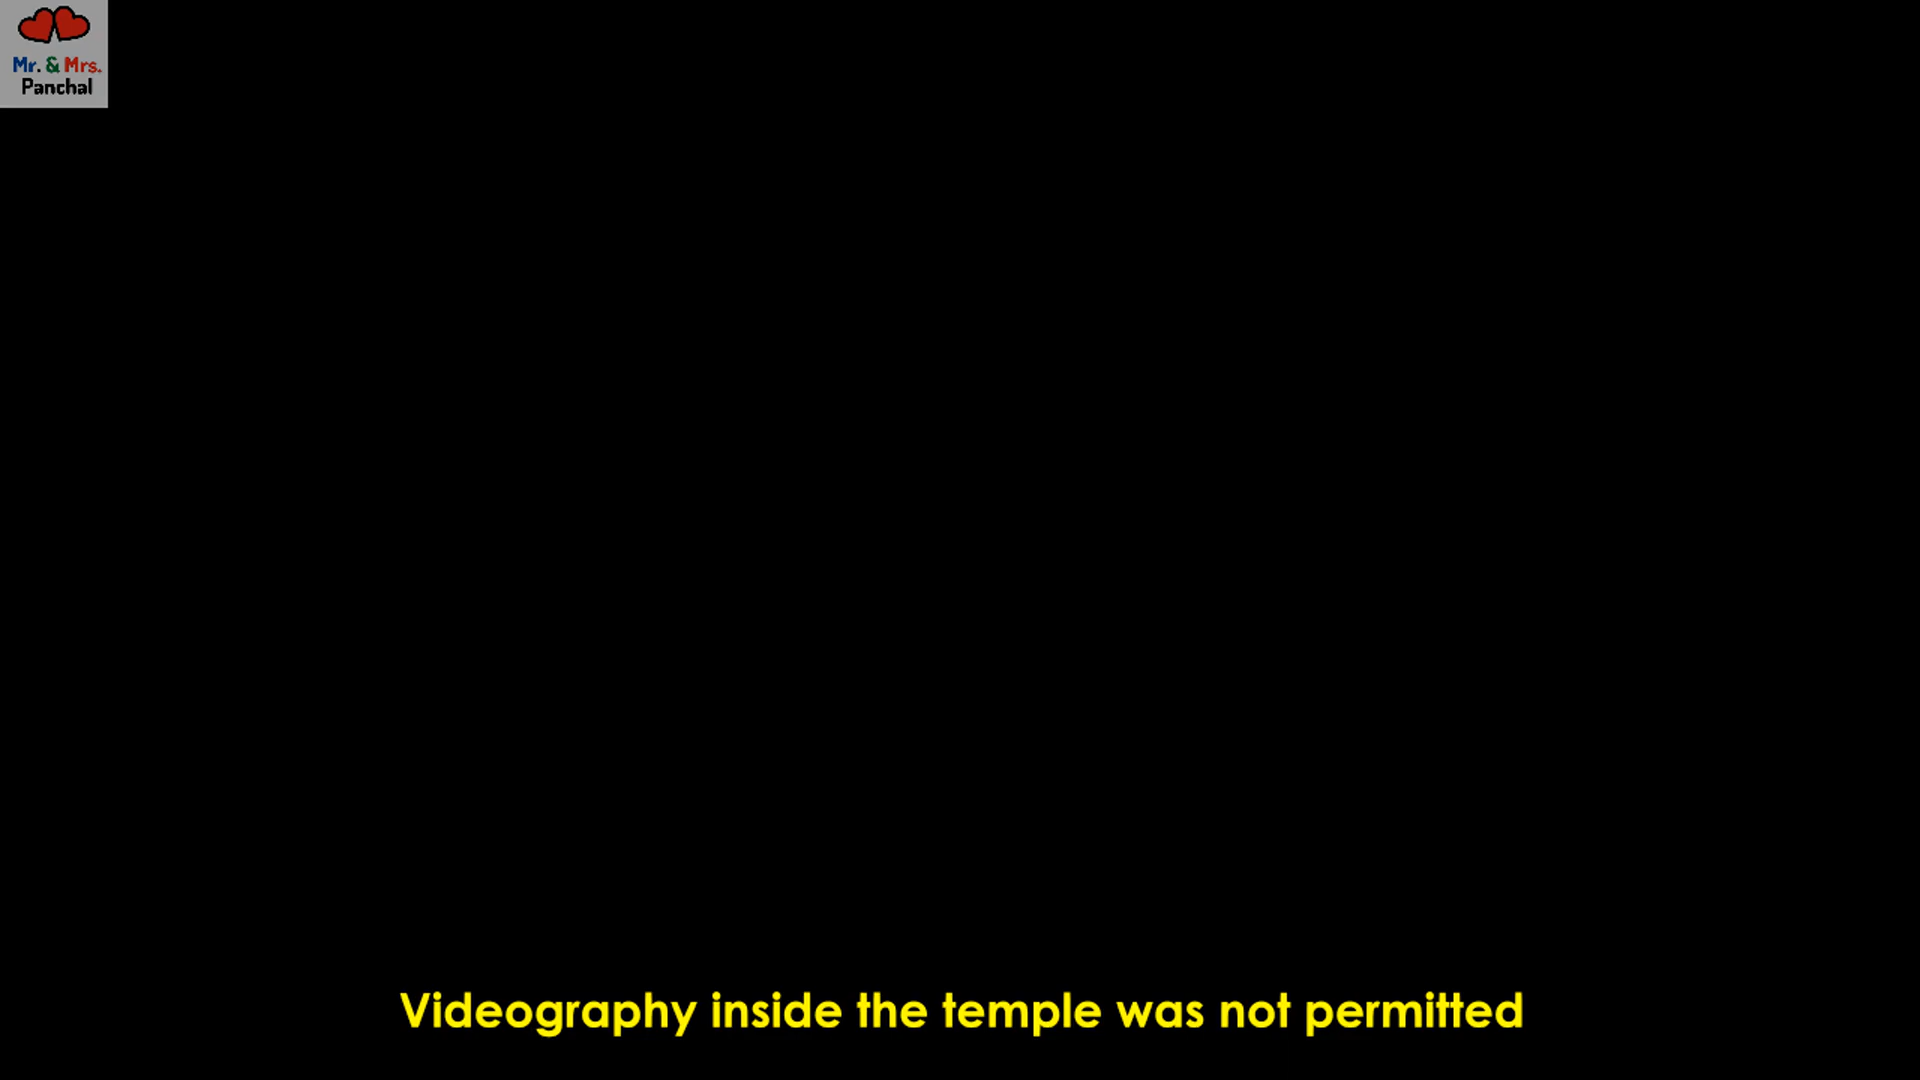 Mr. & Mrs.
Panchal
Videography inside the temple was not permitted